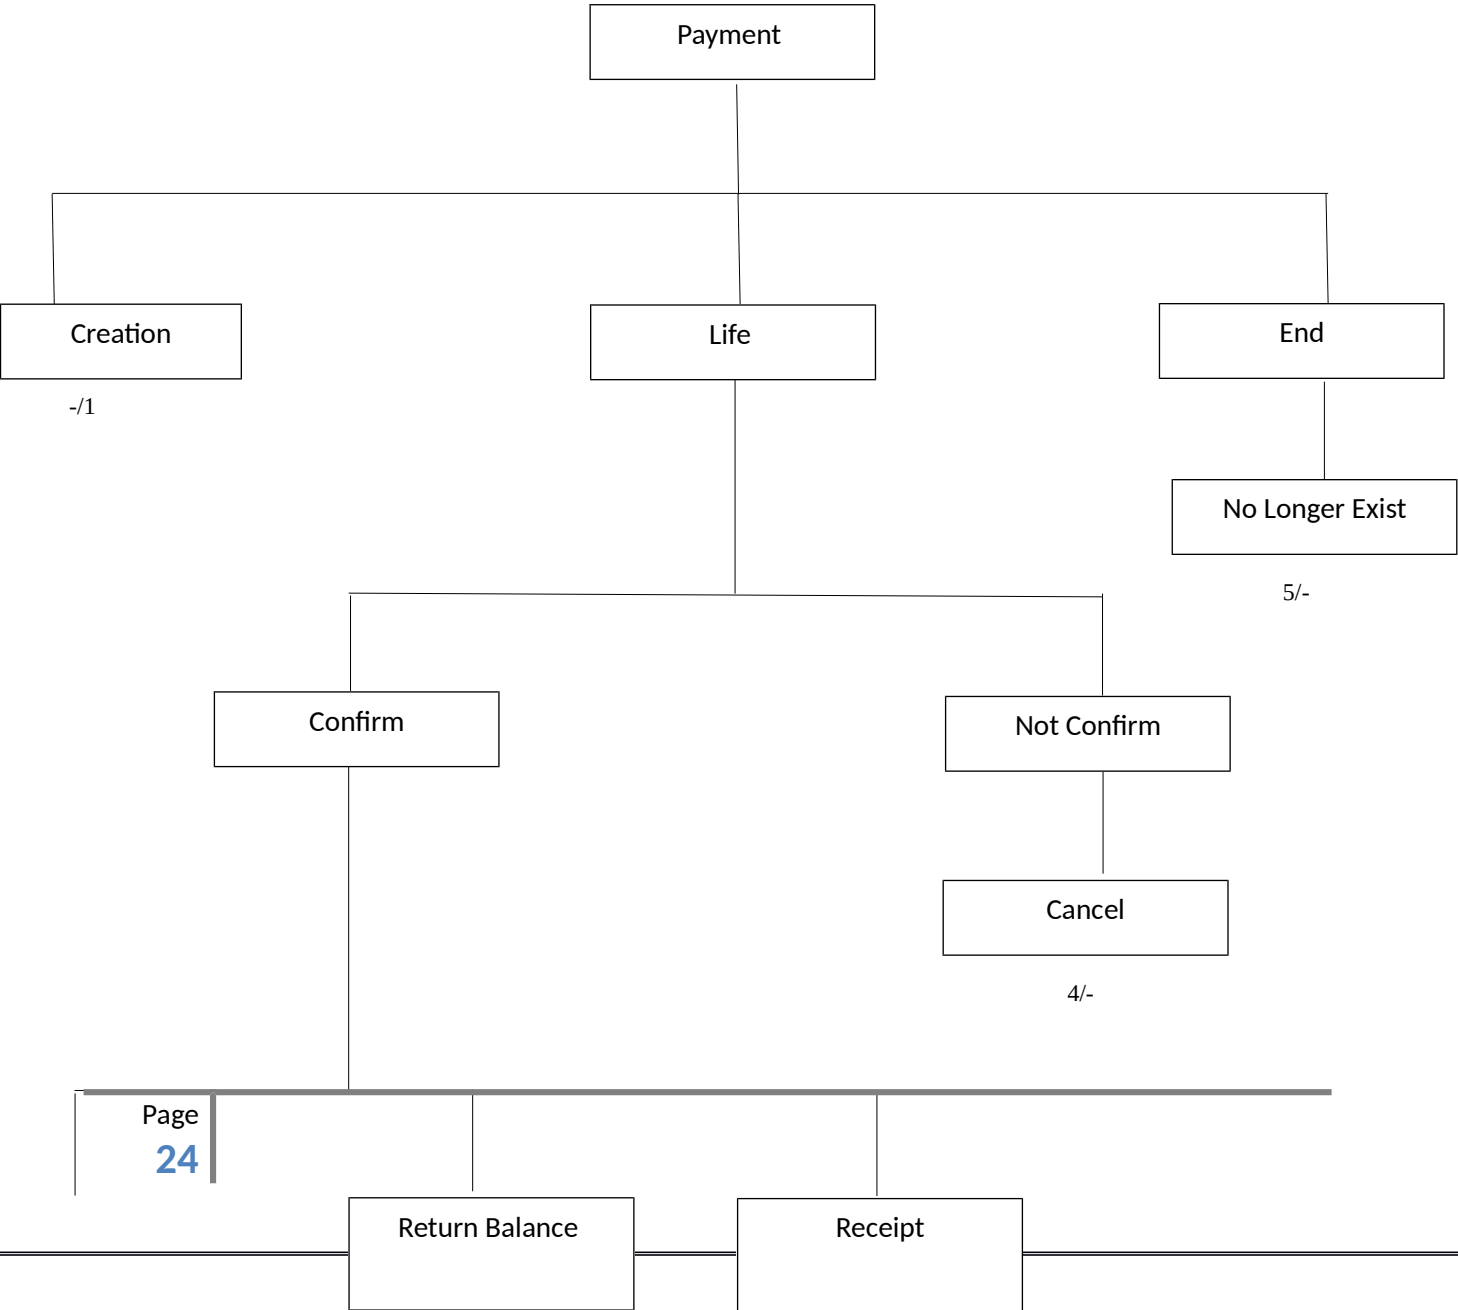 Payment
Creation
Life
End
-/1
No Longer Exist
5/-
Confirm
Not Confirm
Cancel
4/-
Page
24
Return Balance
Receipt